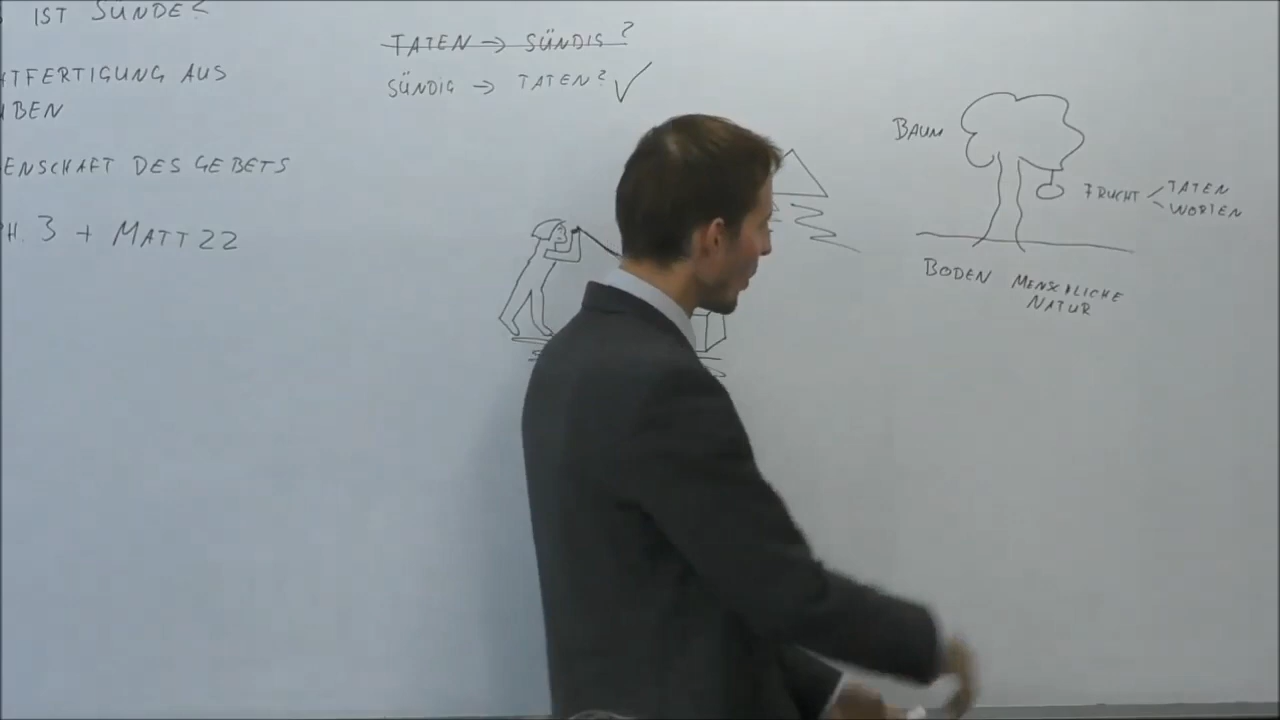 IST SÜNDE?
TFERTIGUNG AUS
BEN
ENSCHAFT DES GEBETS
H. 3 + MATT 22
TATEN → SÜNDIG?
SÜNDIG → TATEN? ✓
BAUM
FRUCHT
TATEN
WORTEN
BODEN MENSCHLICHE
NATUR